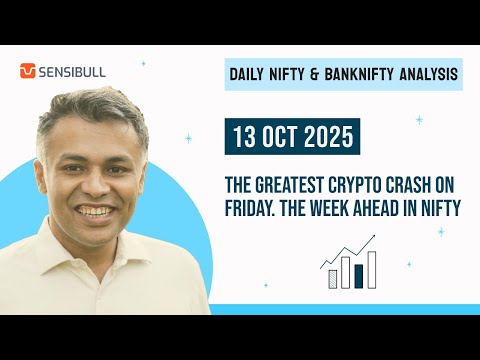 SENSIBULL
DAILY NIFTY & BANKNIFTY ANALYSIS
13 OCT 2025
THE GREATEST CRYPTO CRASH ON
FRIDAY. THE WEEK AHEAD IN NIFTY